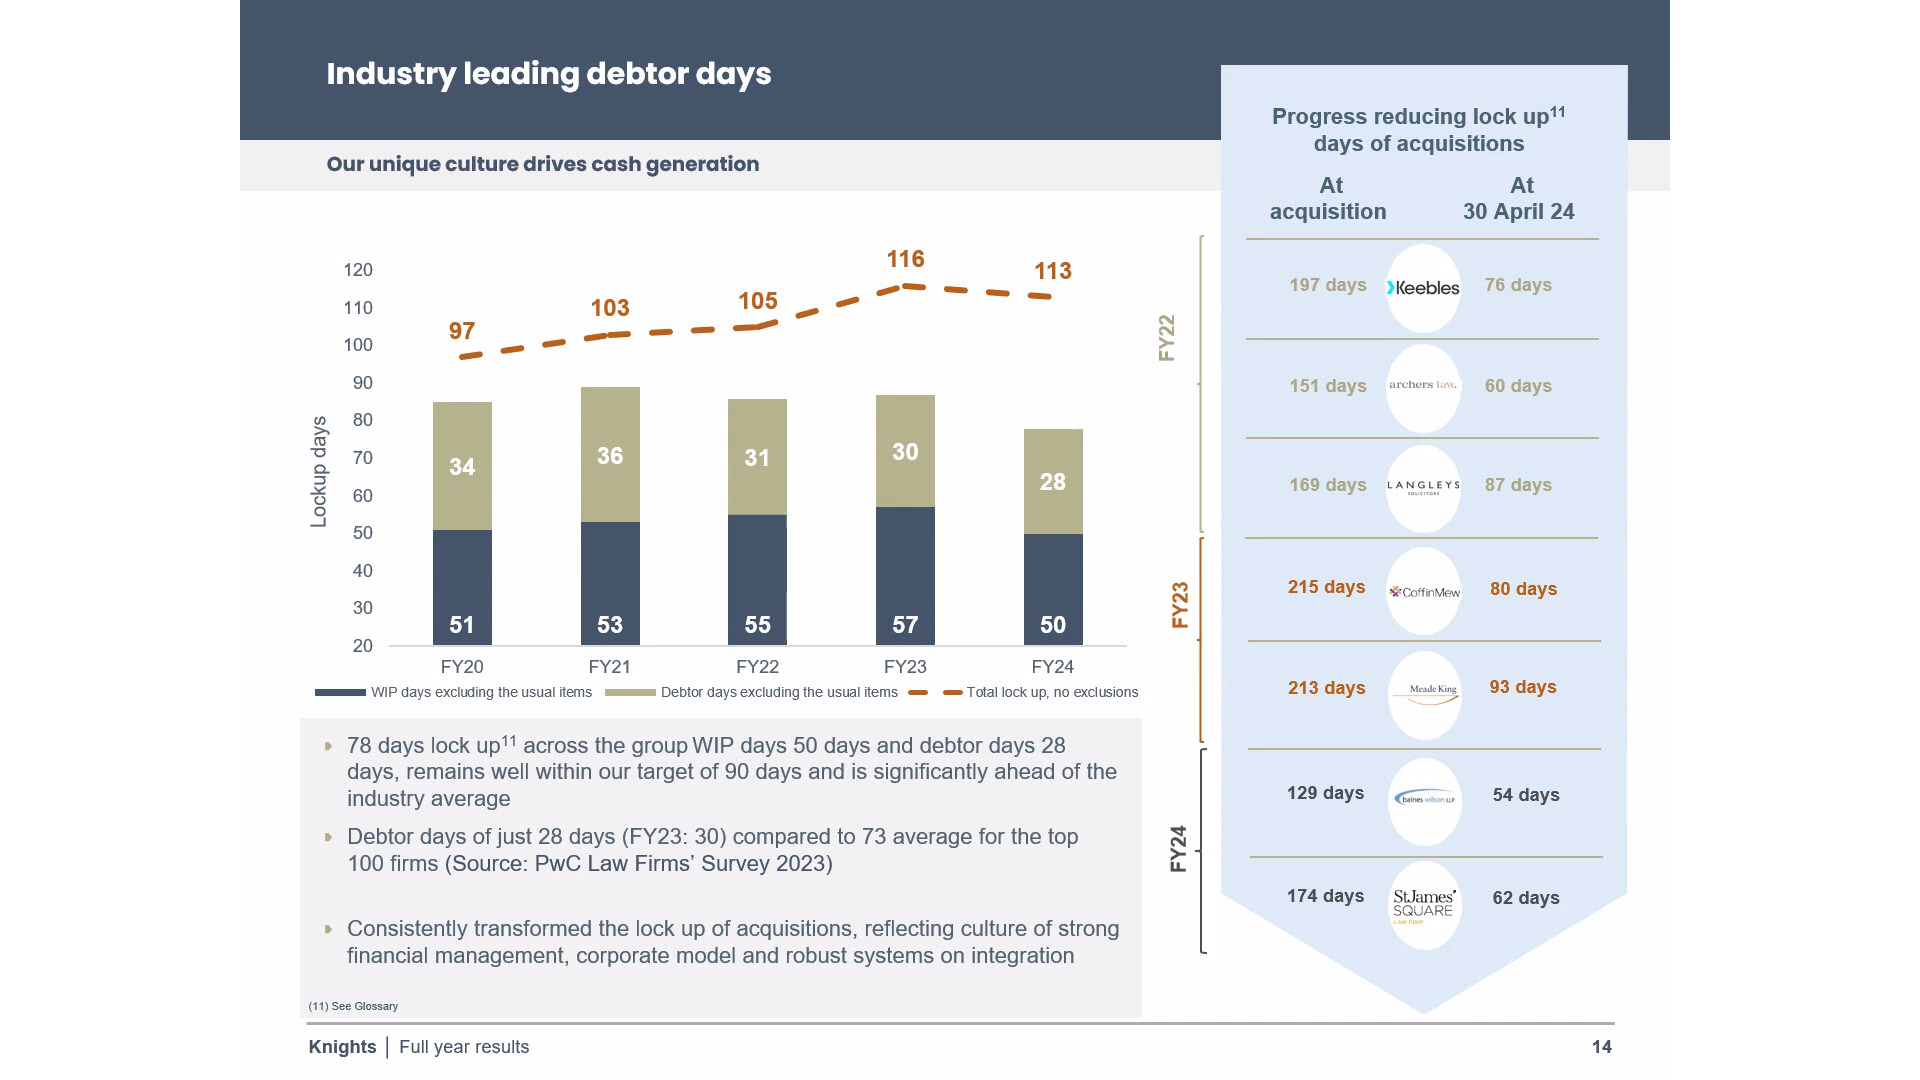 Industry leading debtor days
Our unique culture drives cash generation
Progress reducing lock up11
days of acquisitions
At
acquisition
At
30 April 24
Lockup days
120
110
100
90
80
70
60
50
40
30
20
97
103
105
116
113
34
36
31
30
28
51
53
55
57
50
FY20
FY21
FY22
FY23
FY24
WIP days excluding the usual items
Debtor days excluding the usual items
Total lock up, no exclusions
FY22
197 days
Keebles
76 days
151 days
archers law.
60 days
169 days
LANGLEYS
SOLICITORS
87 days
FY23
215 days
CoffinMew
80 days
213 days
Meade King
93 days
FY24
129 days
baines wilson LLP
54 days
174 days
St James'
SQUARE
LAW FIRM
62 days
78 days lock up11 across the group WIP days 50 days and debtor days 28
days, remains well within our target of 90 days and is significantly ahead of the
industry average
Debtor days of just 28 days (FY23: 30) compared to 73 average for the top
100 firms (Source: PwC Law Firms’ Survey 2023)
Consistently transformed the lock up of acquisitions, reflecting culture of strong
financial management, corporate model and robust systems on integration
(11) See Glossary
Knights | Full year results
14